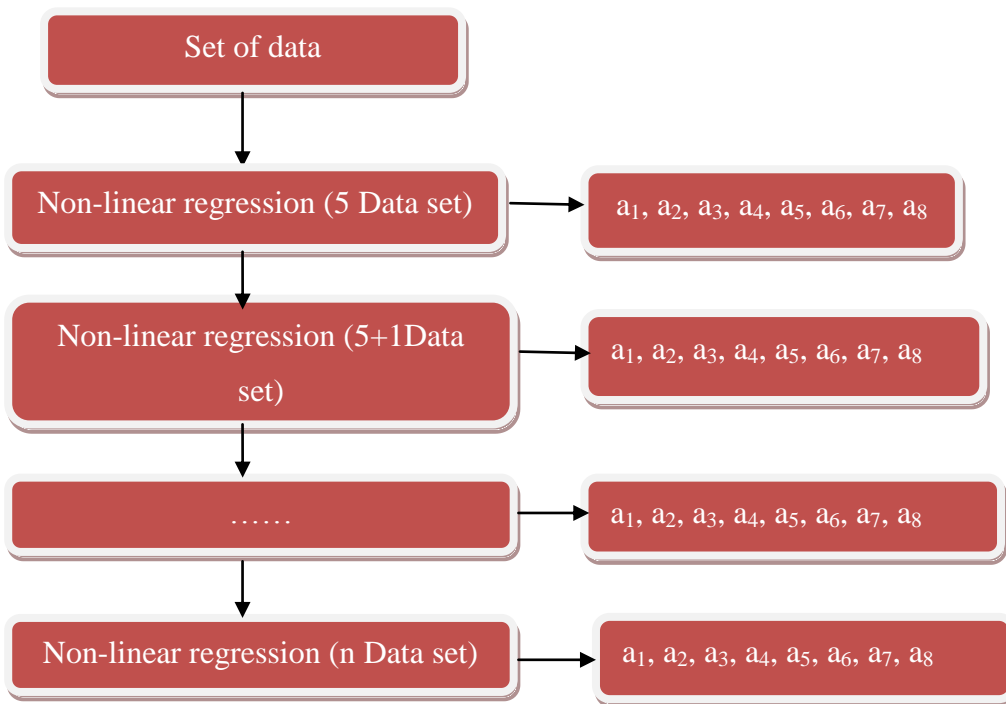 Set of data
Non-linear regression (5 Data set)
a₁, a₂, a₃, a₄, a₅, a₆, a₇, a₈
Non-linear regression (5+1Data
set)
a₁, a₂, a₃, a₄, a₅, a₆, a₇, a₈
……
a₁, a₂, a₃, a₄, a₅, a₆, a₇, a₈
Non-linear regression (n Data set)
a₁, a₂, a₃, a₄, a₅, a₆, a₇, a₈